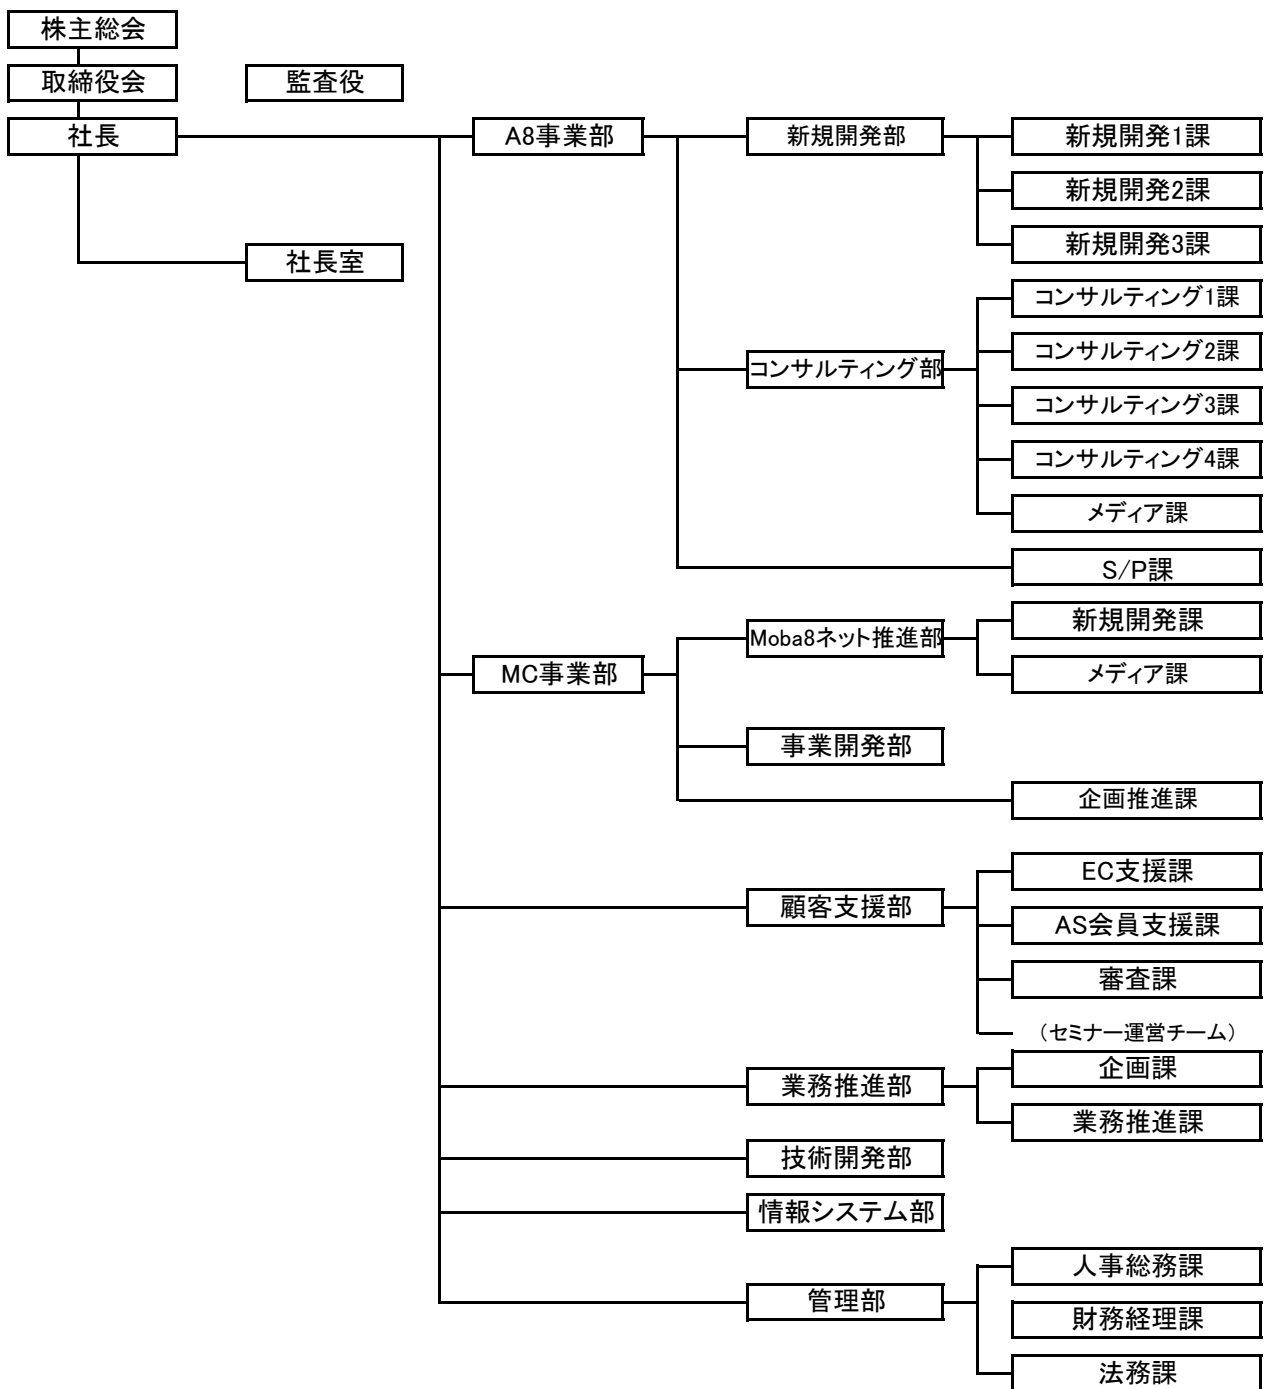 株主総会
取締役会
監査役
社長
A8事業部
新規開発部
新規開発1課
新規開発2課
新規開発3課
社長室
コンサルティング1課
コンサルティング2課
コンサルティング部
コンサルティング3課
コンサルティング4課
メディア課
S/P課
新規開発課
Moba8ネット推進部
MC事業部
メディア課
事業開発部
企画推進課
EC支援課
顧客支援部
AS会員支援課
審査課
（セミナー運営チーム）
企画課
業務推進部
業務推進課
技術開発部
情報システム部
人事総務課
管理部
財務経理課
法務課